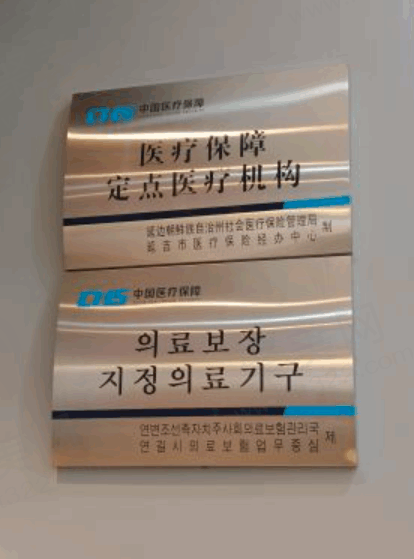 CHS 中国医疗保障
医疗保障
定点医疗机构
延边朝鲜族自治州社会医疗保险管理局 制
延吉市医疗保险经办中心
CHS 中国医疗保障
의료보장
지정의료기구
연변조선족자치주사회의료보험관리국 제
연길시의료보험업무중심